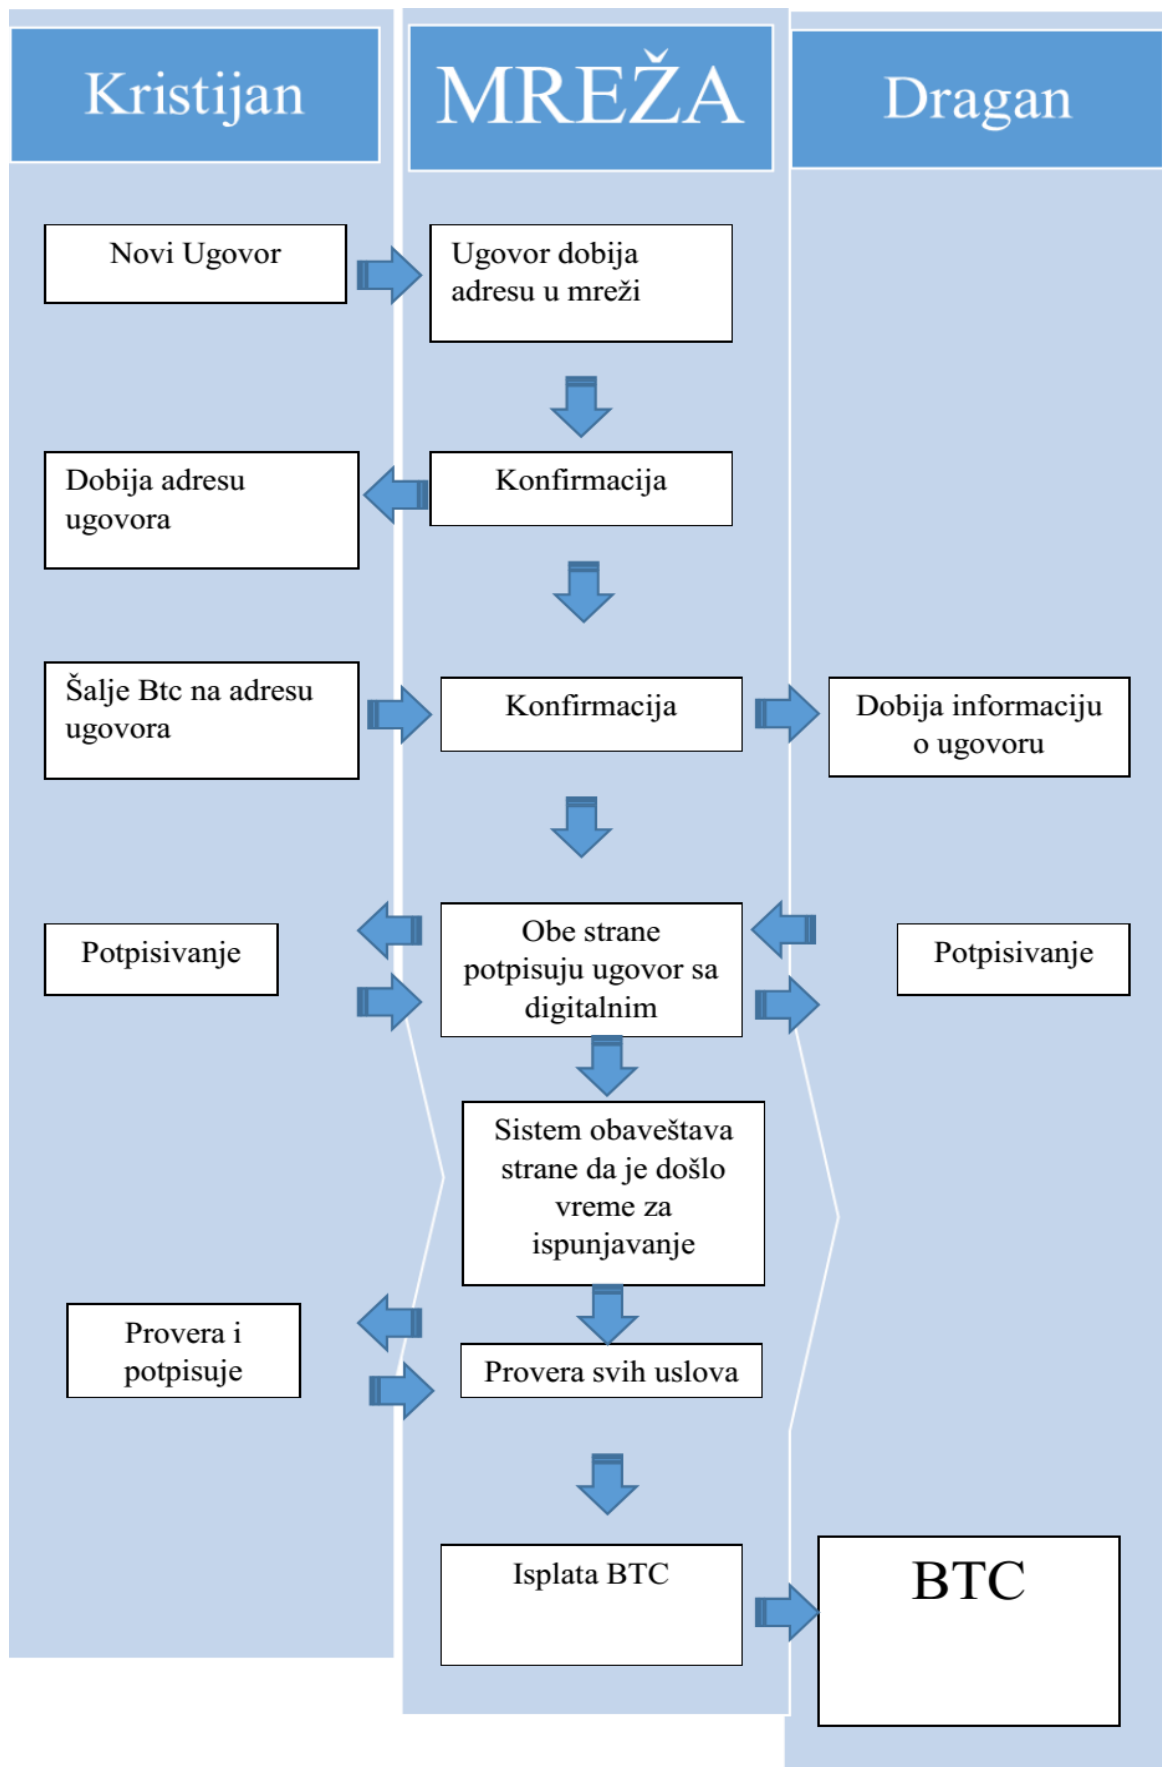 Kristijan
MREŽA
Dragan
Novi Ugovor
Ugovor dobija
adresu u mreži
Dobija adresu
ugovora
Konfirmacija
Šalje Btc na adresu
ugovora
Konfirmacija
Dobija informaciju
o ugovoru
Potpisivanje
Obe strane
potpisuju ugovor sa
digitalnim
Potpisivanje
Sistem obaveštava
strane da je došlo
vreme za
ispunjavanje
Provera i
potpisuje
Provera svih uslova
Isplata BTC
BTC